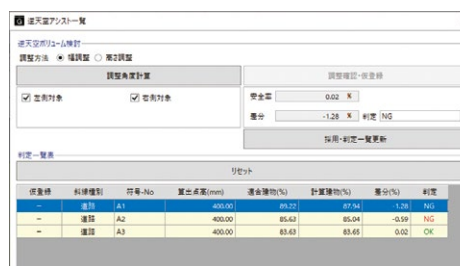 逆天空アシスト一覧
逆天空ボリューム検討
調整方法 幅調整 高さ調整
調整角度計算 調整確認・仮登録
左側対象 右側対象 安全率 0.02 %
差分 -1.28 % 判定 NG
採用・判定一覧更新
判定一覧表
リセット
仮登録 斜線種別 符号-No 算出点高(mm) 適合建物(%) 計算建物(%) 差分(%) 判定
- 道路 A1 400.00 89.22 87.94 -1.28 NG
- 道路 A2 400.00 85.63 85.04 -0.59 NG
- 道路 A3 400.00 83.63 83.65 0.02 OK